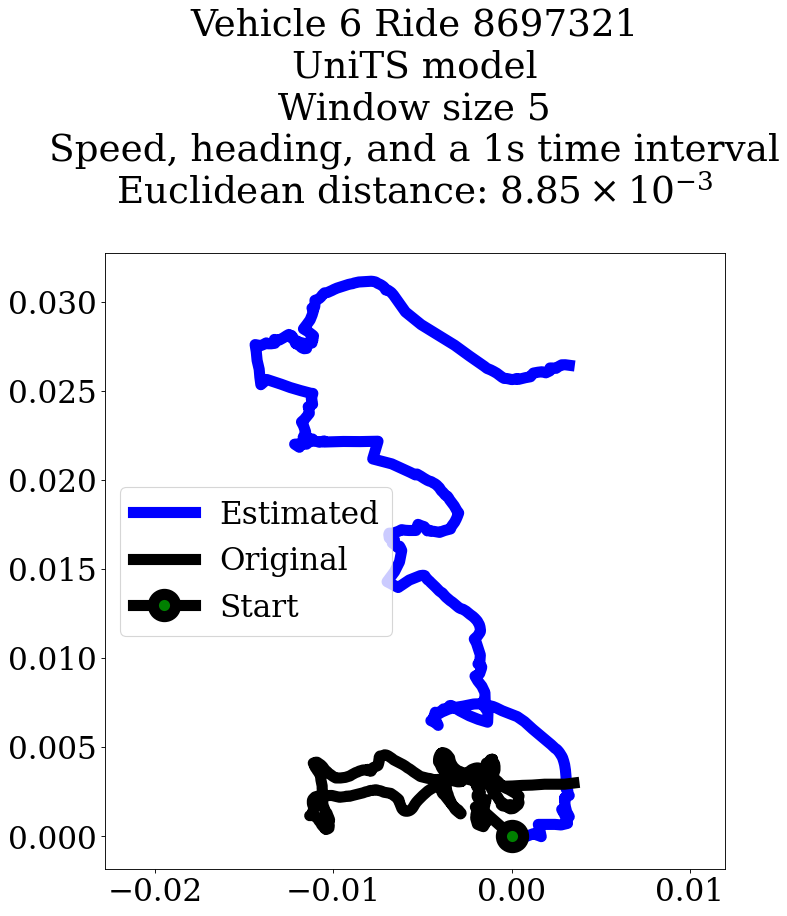 Vehicle 6 Ride 8697321
UniTS model
Window size 5
Speed, heading, and a 1s time interval
Euclidean distance: 8.85 × 10⁻³
0.030
0.025
0.020
0.015
0.010
0.005
0.000
Estimated
Original
Start
−0.02 −0.01 0.00 0.01